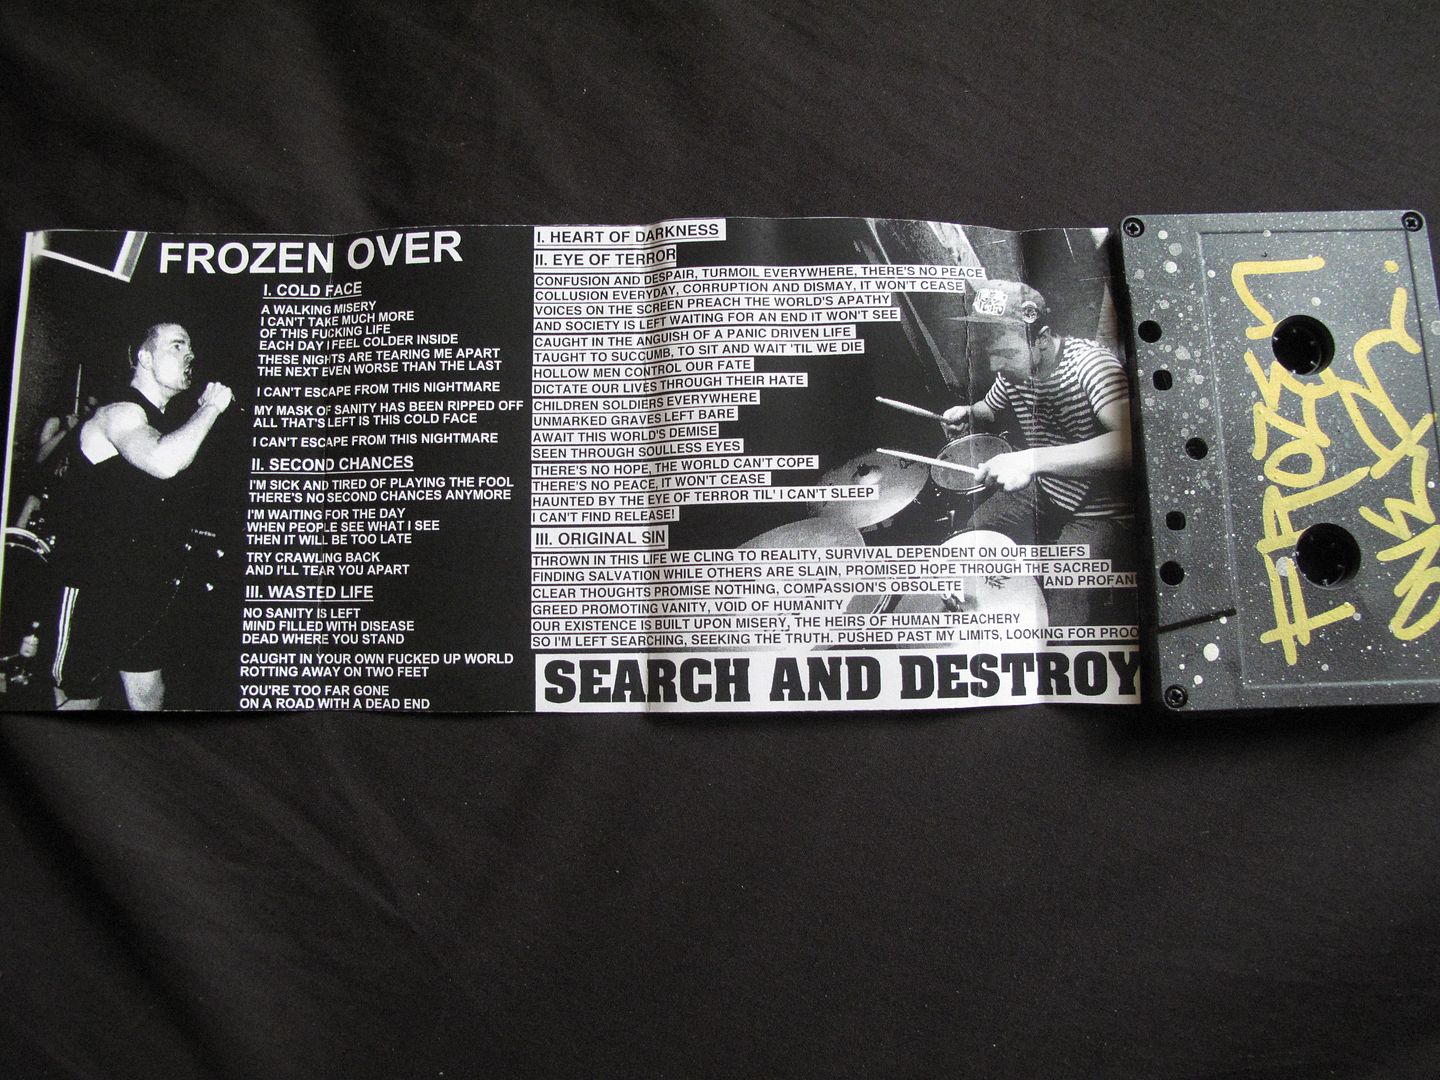 FROZEN OVER
I. COLD FACE
A WALKING MISERY
I CAN'T TAKE MUCH MORE
OF THIS FUCKING LIFE
EACH DAY I FEEL COLDER INSIDE
THESE NIGHTS ARE TEARING ME APART
THE NEXT EVEN WORSE THAN THE LAST
I CAN'T ESCAPE FROM THIS NIGHTMARE
MY MASK OF SANITY HAS BEEN RIPPED OFF
ALL THAT'S LEFT IS THIS COLD FACE
I CAN'T ESCAPE FROM THIS NIGHTMARE
II. SECOND CHANCES
I'M SICK AND TIRED OF PLAYING THE FOOL
THERE'S NO SECOND CHANCES ANYMORE
I'M WAITING FOR THE DAY
WHEN PEOPLE SEE WHAT I SEE
THEN IT WILL BE TOO LATE
TRY CRAWLING BACK
AND I'LL TEAR YOU APART
III. WASTED LIFE
NO SANITY IS LEFT
MIND FILLED WITH DISEASE
DEAD WHERE YOU STAND
CAUGHT IN YOUR OWN FUCKED UP WORLD
ROTTING AWAY ON TWO FEET
YOU'RE TOO FAR GONE
ON A ROAD WITH A DEAD END
I. HEART OF DARKNESS
II. EYE OF TERROR
CONFUSION AND DESPAIR, TURMOIL EVERYWHERE, THERE'S NO PEACE
COLLUSION EVERYDAY, CORRUPTION AND DISMAY, IT WON'T CEASE
VOICES ON THE SCREEN PREACH THE WORLD'S APATHY
AND SOCIETY IS LEFT WAITING FOR AN END IT WON'T SEE
CAUGHT IN THE ANGUISH OF A PANIC DRIVEN LIFE
TAUGHT TO SUCCUMB, TO SIT AND WAIT 'TIL WE DIE
HOLLOW MEN CONTROL OUR FATE
DICTATE OUR LIVES THROUGH THEIR HATE
CHILDREN SOLDIERS EVERYWHERE
UNMARKED GRAVES LEFT BARE
AWAIT THIS WORLD'S DEMISE
SEEN THROUGH SOULLESS EYES
THERE'S NO HOPE, THE WORLD CAN'T COPE
THERE'S NO PEACE, IT WON'T CEASE
HAUNTED BY THE EYE OF TERROR TIL' I CAN'T SLEEP
I CAN'T FIND RELEASE!
III. ORIGINAL SIN
THROWN IN THIS LIFE WE CLING TO REALITY, SURVIVAL DEPENDENT ON OUR BELIEFS
FINDING SALVATION WHILE OTHERS ARE SLAIN, PROMISED HOPE THROUGH THE SACRED
AND PROFAN
CLEAR THOUGHTS PROMISE NOTHING, COMPASSION'S OBSOLETE
GREED PROMOTING VANITY, VOID OF HUMANITY
OUR EXISTENCE IS BUILT UPON MISERY, THE HEIRS OF HUMAN TREACHERY
SO I'M LEFT SEARCHING, SEEKING THE TRUTH. PUSHED PAST MY LIMITS, LOOKING FOR PROO
SEARCH AND DESTROY
FROZEN
OVER